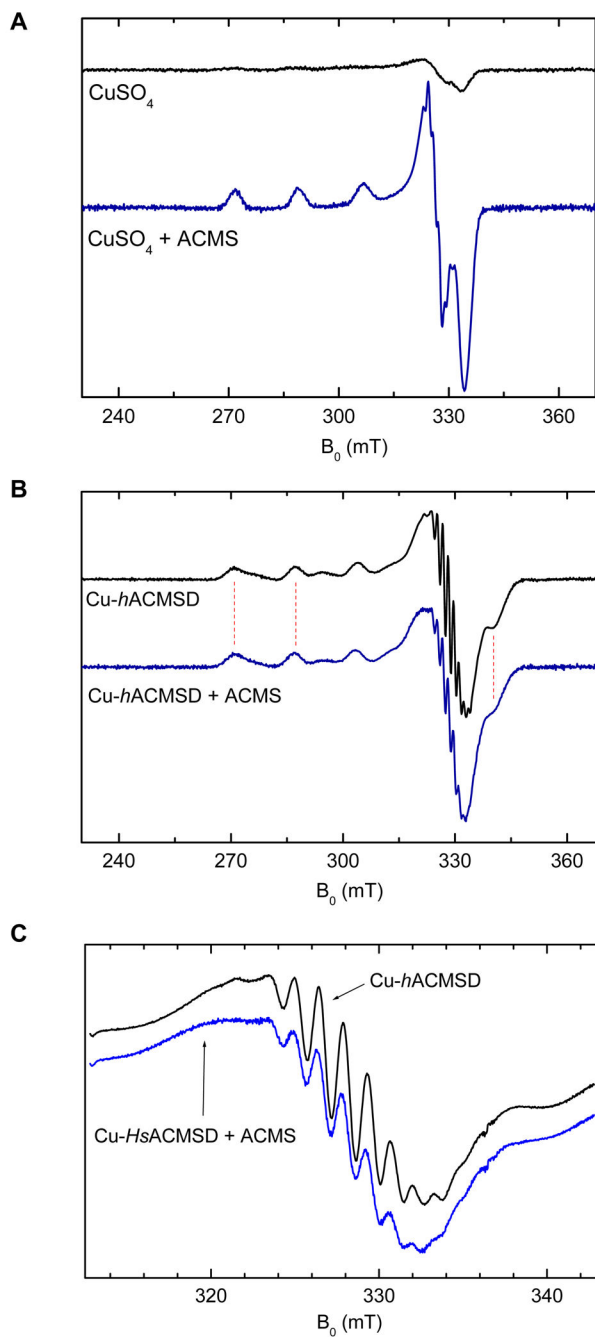 A
CuSO4
CuSO4 + ACMS
240 270 300 330 360
B0 (mT)
B
Cu-hACMSD
Cu-hACMSD + ACMS
240 270 300 330 360
B0 (mT)
C
Cu-hACMSD
Cu-HsACMSD + ACMS
320 330 340
B0 (mT)